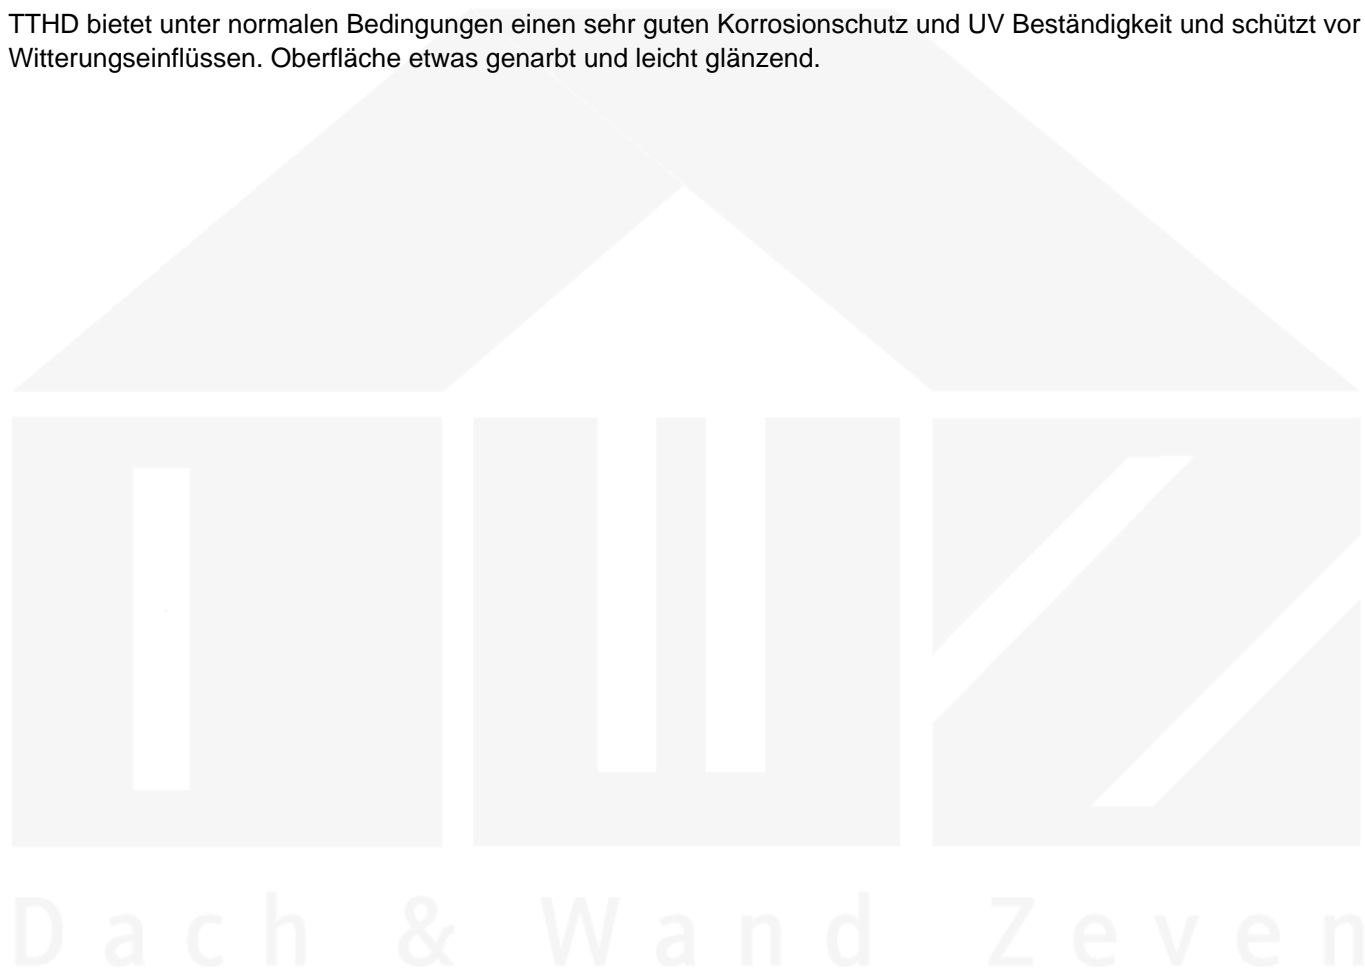 TTHD bietet unter normalen Bedingungen einen sehr guten Korrosionschutz und UV Beständigkeit und schützt vor
Witterungseinflüssen. Oberfläche etwas genarbt und leicht glänzend.
Dach & Wand Zeven